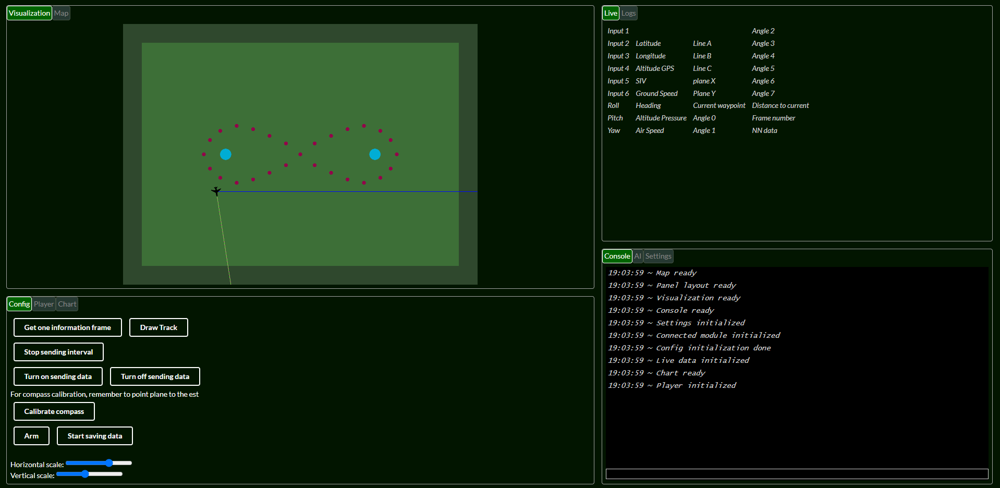 Visualization Map
Live Logs
Input 1 Angle 2
Input 2 Latitude Line A Angle 3
Input 3 Longitude Line B Angle 4
Input 4 Altitude GPS Line C Angle 5
Input 5 SIV plane X Angle 6
Input 6 Ground Speed Plane Y Angle 7
Roll Heading Current waypoint Distance to current
Pitch Altitude Pressure Angle 0 Frame number
Yaw Air Speed Angle 1 NN data
Config Player Chart
Get one information frame Draw Track
Stop sending interval
Turn on sending data Turn off sending data
For compass calibration, remember to point plane to the est
Calibrate compass
Arm Start saving data
Horizontal scale:
Vertical scale:
Console AI Settings
19:03:59 ~ Map ready
19:03:59 ~ Panel layout ready
19:03:59 ~ Visualization ready
19:03:59 ~ Console ready
19:03:59 ~ Settings initialized
19:03:59 ~ Connected module initialized
19:03:59 ~ Config initialization done
19:03:59 ~ Live data initialized
19:03:59 ~ Chart ready
19:03:59 ~ Player initialized